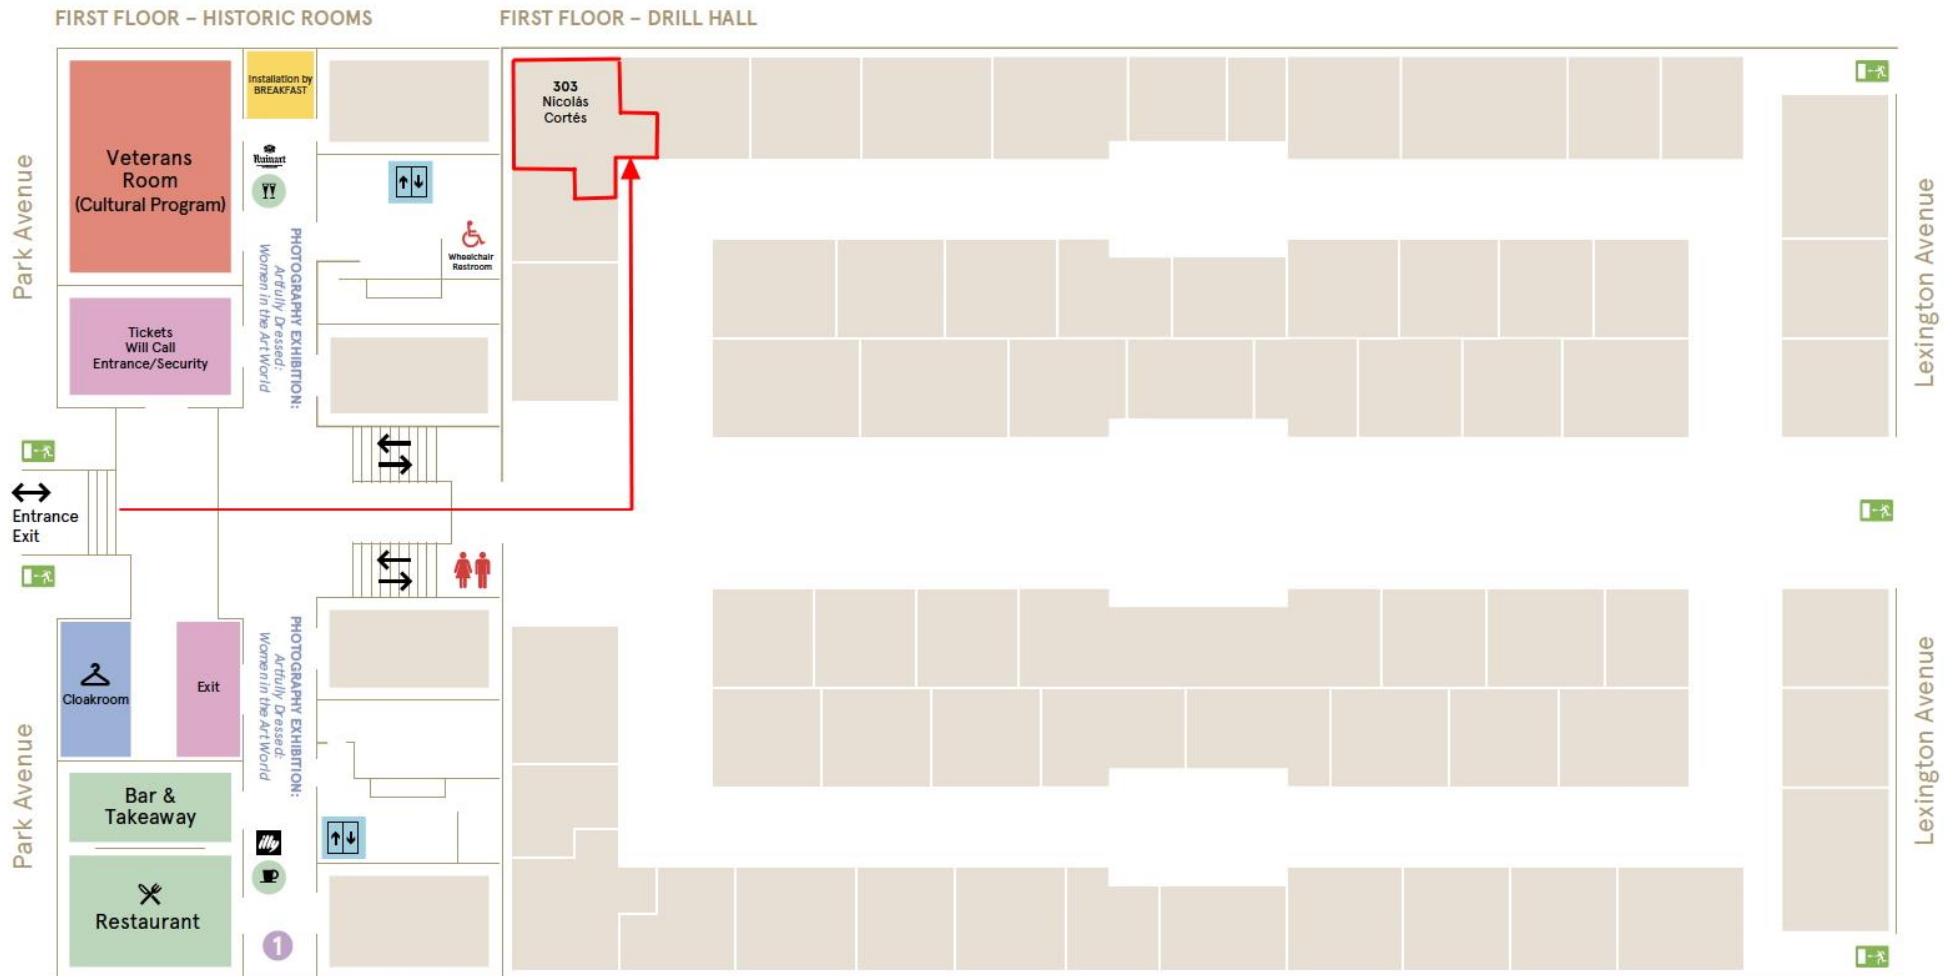 FIRST FLOOR – HISTORIC ROOMS
FIRST FLOOR – DRILL HALL
Park Avenue
Veterans
Room
(Cultural Program)
Installation by
BREAKFAST
Ruinart
303
Nicolás
Cortés
Wheelchair
Restroom
PHOTOGRAPHY EXHIBITION:
Artfully Dressed:
Women in the Art World
Tickets
Will Call
Entrance/Security
Lexington Avenue
Entrance
Exit
Cloakroom
Exit
PHOTOGRAPHY EXHIBITION:
Artfully Dressed:
Women in the Art World
Park Avenue
Bar &
Takeaway
illy
Restaurant
1
Lexington Avenue